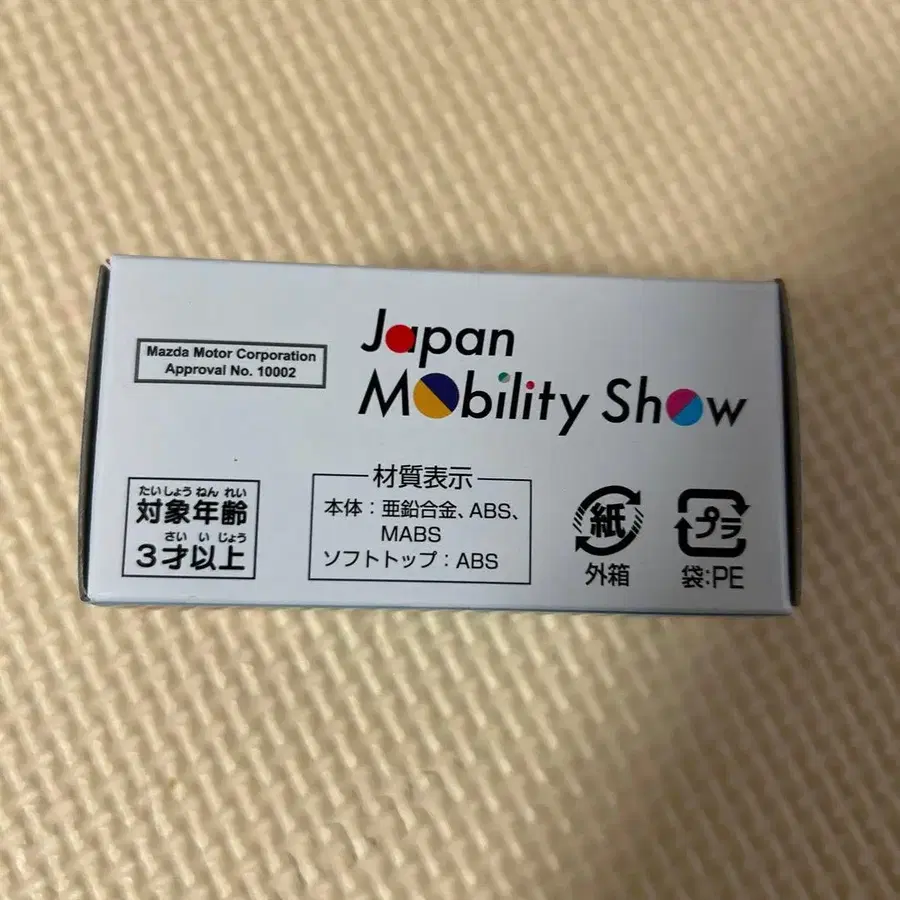 Mazda Motor Corporation
Approval No. 10002
Japan
Mobility Show
たいしょうねんれい
対象年齢
さいいじょう
3才以上
材質表示
本体：亜鉛合金、ABS、
MABS
ソフトトップ：ABS
紙
外箱
プラ
袋：PE